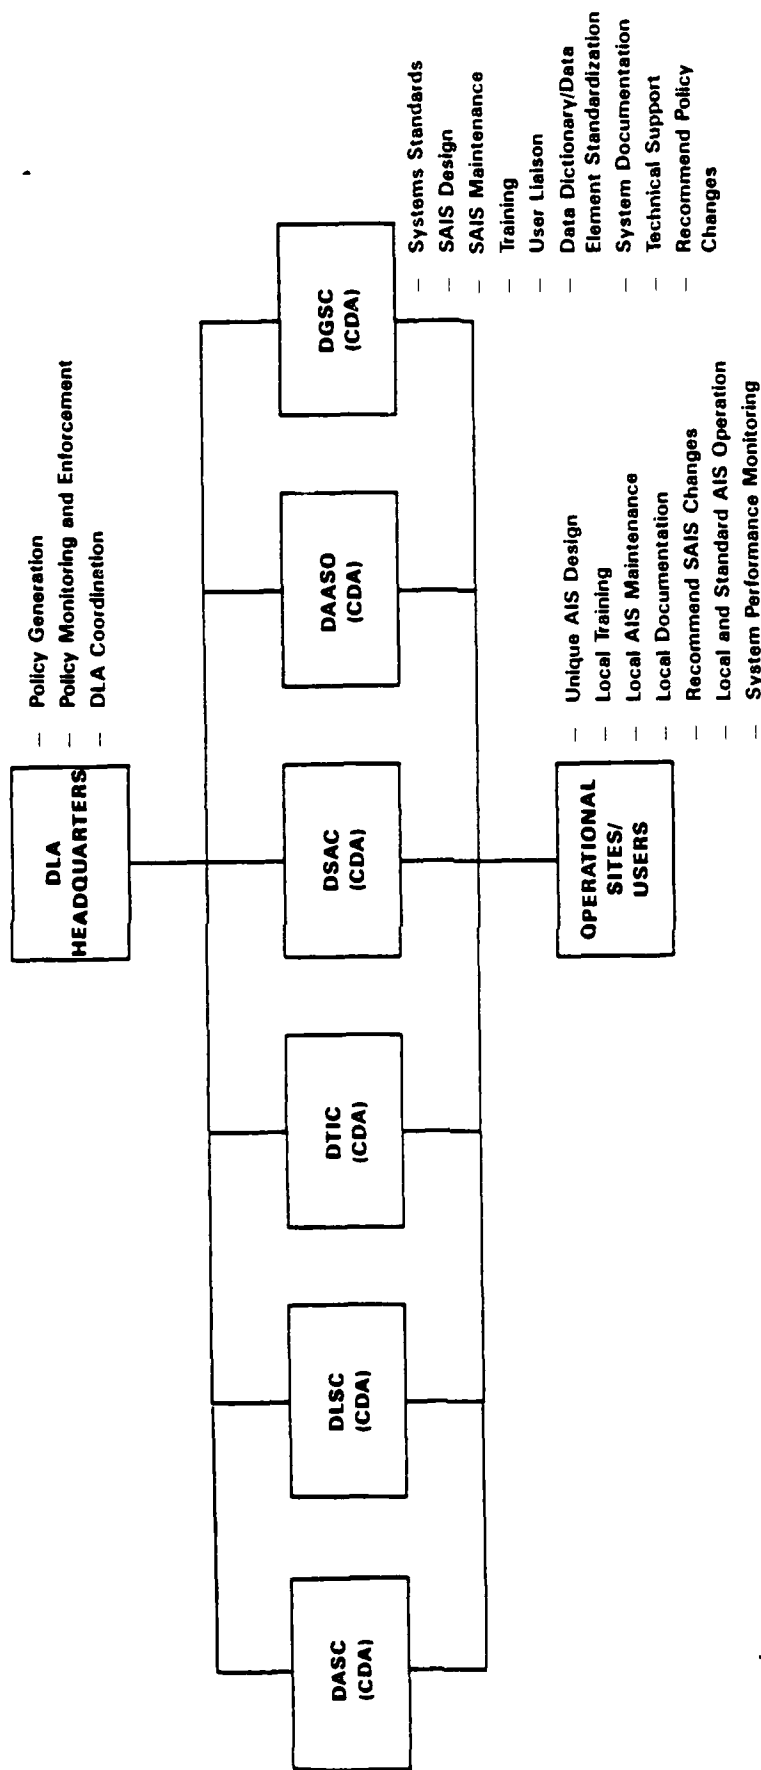 DLA
HEADQUARTERS
— Policy Generation
— Policy Monitoring and Enforcement
— DLA Coordination
DASC
(CDA)
DLSC
(CDA)
DTIC
(CDA)
DSAC
(CDA)
DAASO
(CDA)
DGSC
(CDA)
— Systems Standards
— SAIS Design
— SAIS Maintenance
— Training
— User Liaison
— Data Dictionary/Data
Element Standardization
— System Documentation
— Technical Support
— Recommend Policy
Changes
OPERATIONAL
SITES/
USERS
— Unique AIS Design
— Local Training
— Local AIS Maintenance
— Local Documentation
— Recommend SAIS Changes
— Local and Standard AIS Operation
— System Performance Monitoring